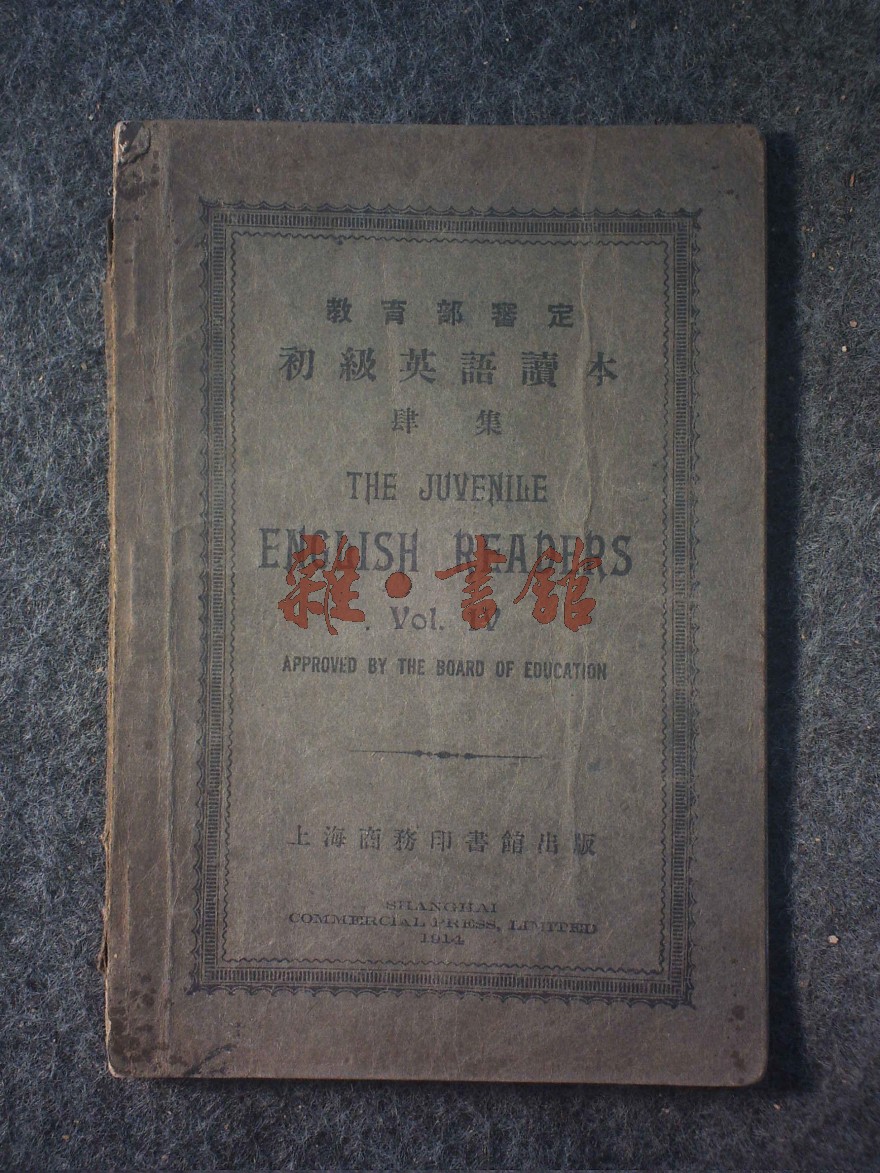 教育部審定
初級英語讀本
肆集
THE JUVENILE
ENGLISH READERS
雜·書館
Vol. IV
APPROVED BY THE BOARD OF EDUCATION
上海商務印書館出版
SHANGHAI
COMMERCIAL PRESS, LIMITED
1914